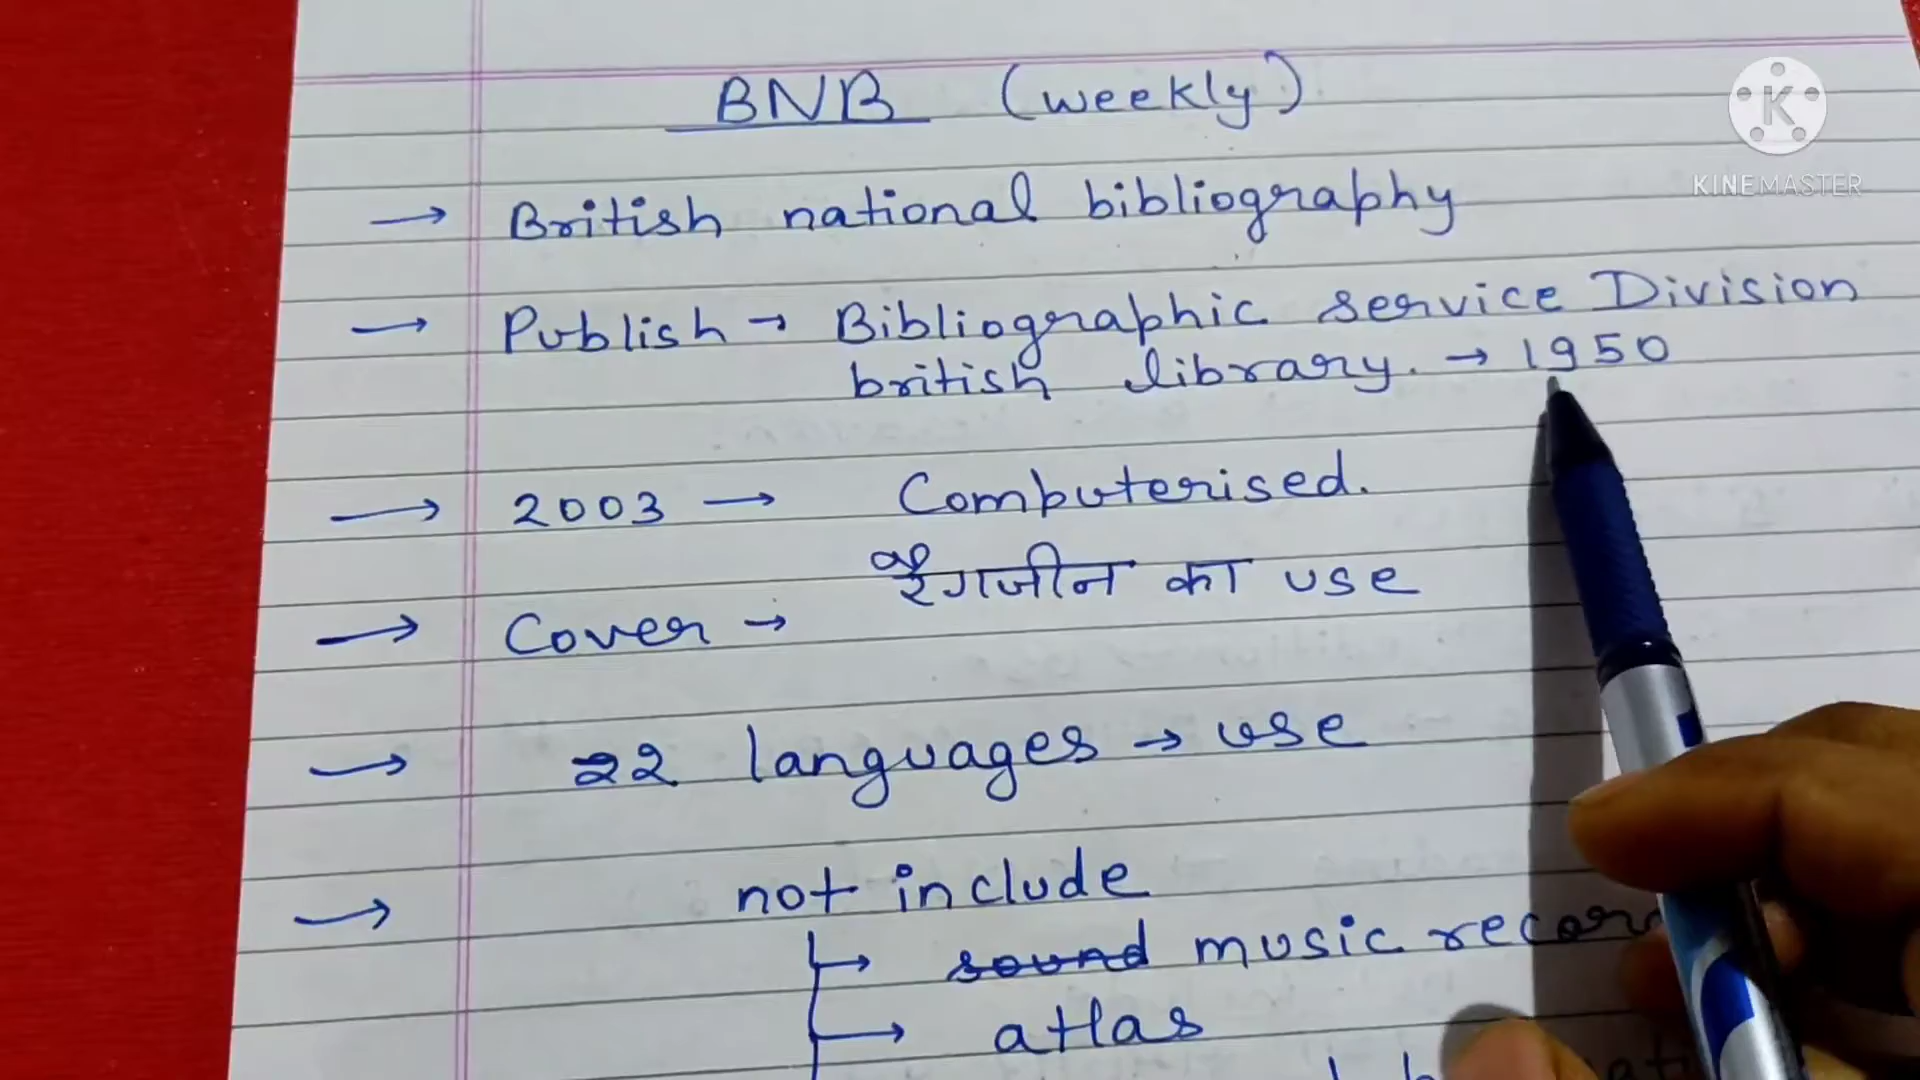 BNB (weekly)
KINEMASTER
→ British national bibliography
→ Publish → Bibliographic service Division
british library. → 1950
→ 2003 → Computerised.
रेगजीन का use
→ Cover →
→ 22 languages → use
→ not include
→ sound music
→ atlas